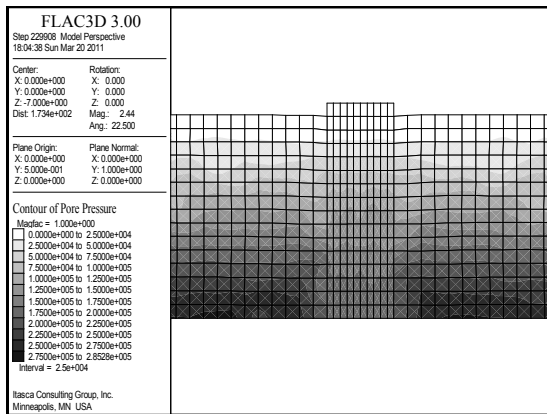 FLAC3D 3.00
Step 229908 Model Perspective
18:04:38 Sun Mar 20 2011
Center: Rotation:
X: 0.000e+000 X: 0.000
Y: 0.000e+000 Y: 0.000
Z: -7.000e+000 Z: 0.000
Dist: 1.734e+002 Mag.: 2.44
Ang.: 22.500
Plane Origin: Plane Normal:
X: 0.000e+000 X: 0.000e+000
Y: 5.000e-001 Y: 1.000e+000
Z: 0.000e+000 Z: 0.000e+000
Contour of Pore Pressure
Magfac = 1.000e+000
0.0000e+000 to 2.5000e+004
2.5000e+004 to 5.0000e+004
5.0000e+004 to 7.5000e+004
7.5000e+004 to 1.0000e+005
1.0000e+005 to 1.2500e+005
1.2500e+005 to 1.5000e+005
1.5000e+005 to 1.7500e+005
1.7500e+005 to 2.0000e+005
2.0000e+005 to 2.2500e+005
2.2500e+005 to 2.5000e+005
2.5000e+005 to 2.7500e+005
2.7500e+005 to 2.8528e+005
Interval = 2.5e+004
Itasca Consulting Group, Inc.
Minneapolis, MN USA